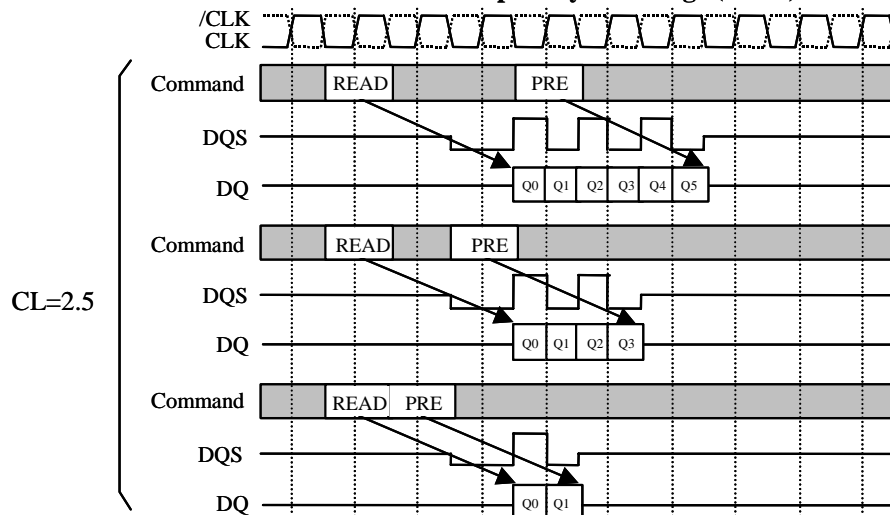 /CLK
CLK
Command READ PRE
DQS
DQ Q0 Q1 Q2 Q3 Q4 Q5
Command READ PRE
CL=2.5
DQS
DQ Q0 Q1 Q2 Q3
Command READ PRE
DQS
DQ Q0 Q1